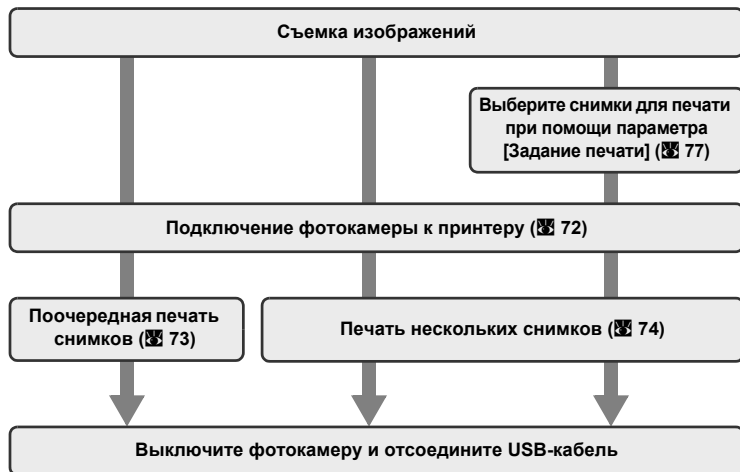 Съемка изображений
Выберите снимки для печати
при помощи параметра
[Задание печати] ( 77)
Подключение фотокамеры к принтеру ( 72)
Поочередная печать
снимков ( 73)
Печать нескольких снимков ( 74)
Выключите фотокамеру и отсоедините USB-кабель